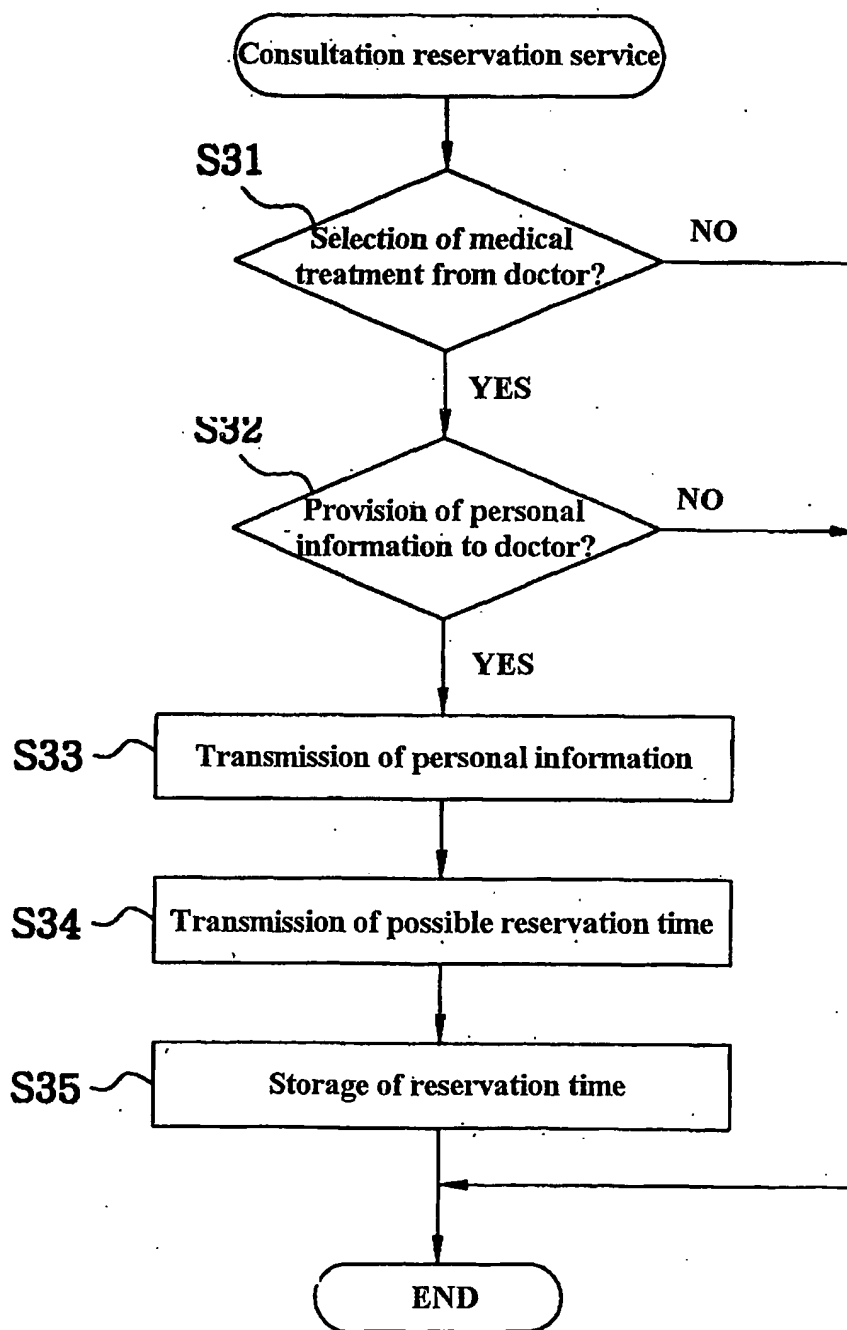 Consultation reservation service
S31
Selection of medical
treatment from doctor?
NO
YES
S32
Provision of personal
information to doctor?
NO
YES
S33
Transmission of personal information
S34
Transmission of possible reservation time
S35
Storage of reservation time
END